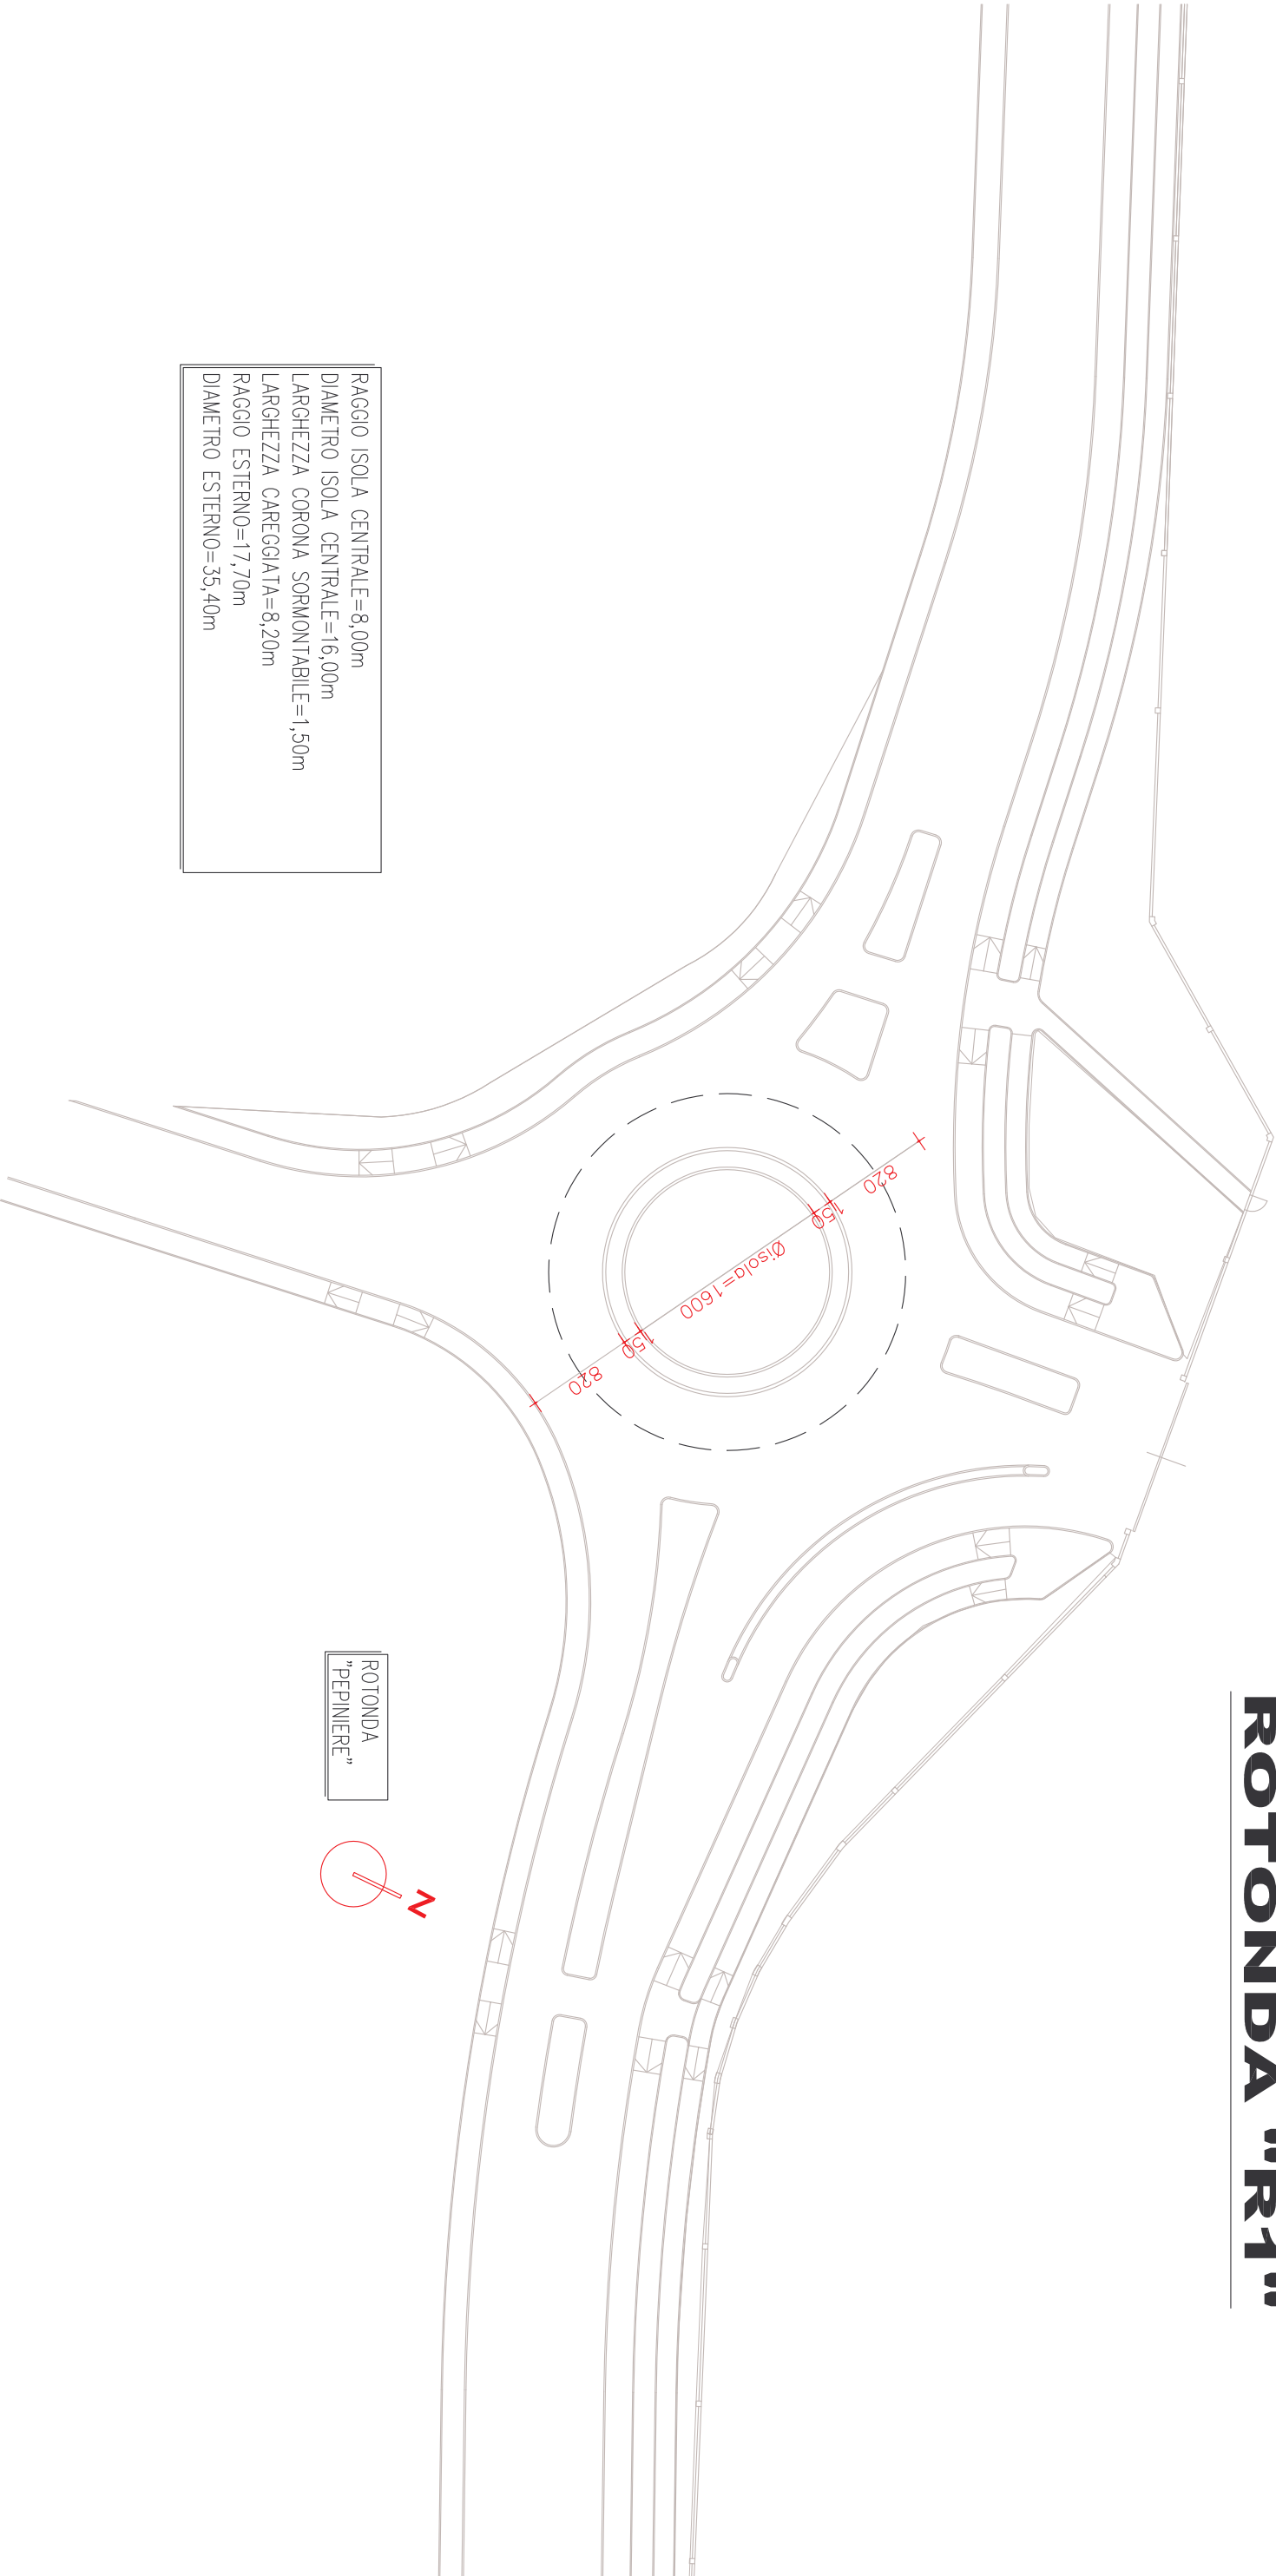 ROTONDA "R1"
RAGGIO ISOLA CENTRALE=8,00m
DIAMETRO ISOLA CENTRALE=16,00m
LARGHEZZA CORONA SORMONTABILE=1,50m
LARGHEZZA CAREGGIATA=8,20m
RAGGIO ESTERNO=17,70m
DIAMETRO ESTERNO=35,40m
820
150
Øisola=1600
150
820
ROTONDA
"PEPINIERE"
N